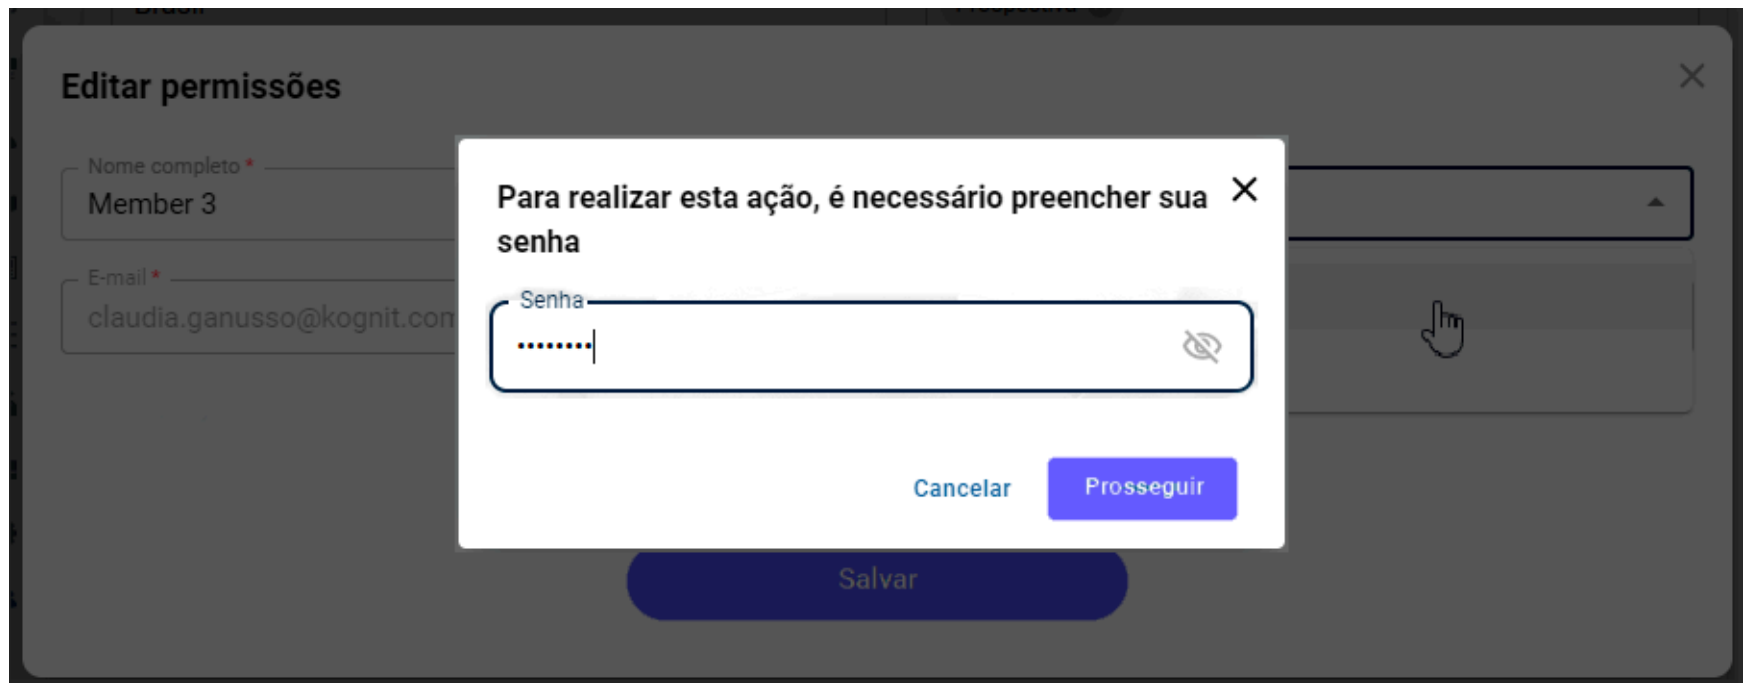 Editar permissões
Nome completo *
Member 3
E-mail *
claudia.ganusso@kognit.com
Para realizar esta ação, é necessário preencher sua
senha
Senha
••••••••
Cancelar
Prosseguir
Salvar